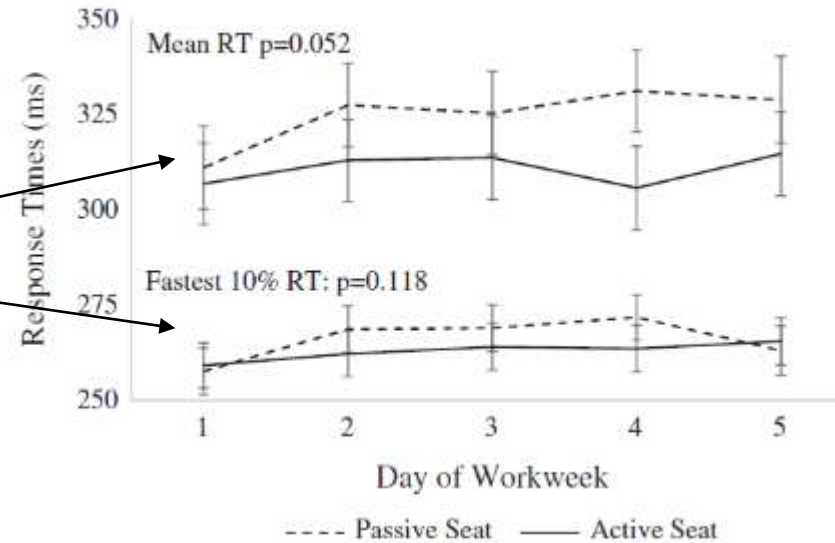 350
Mean RT p=0.052
325
Response Times (ms)
300
Fastest 10% RT: p=0.118
275
250
1 2 3 4 5
Day of Workweek
Passive Seat Active Seat